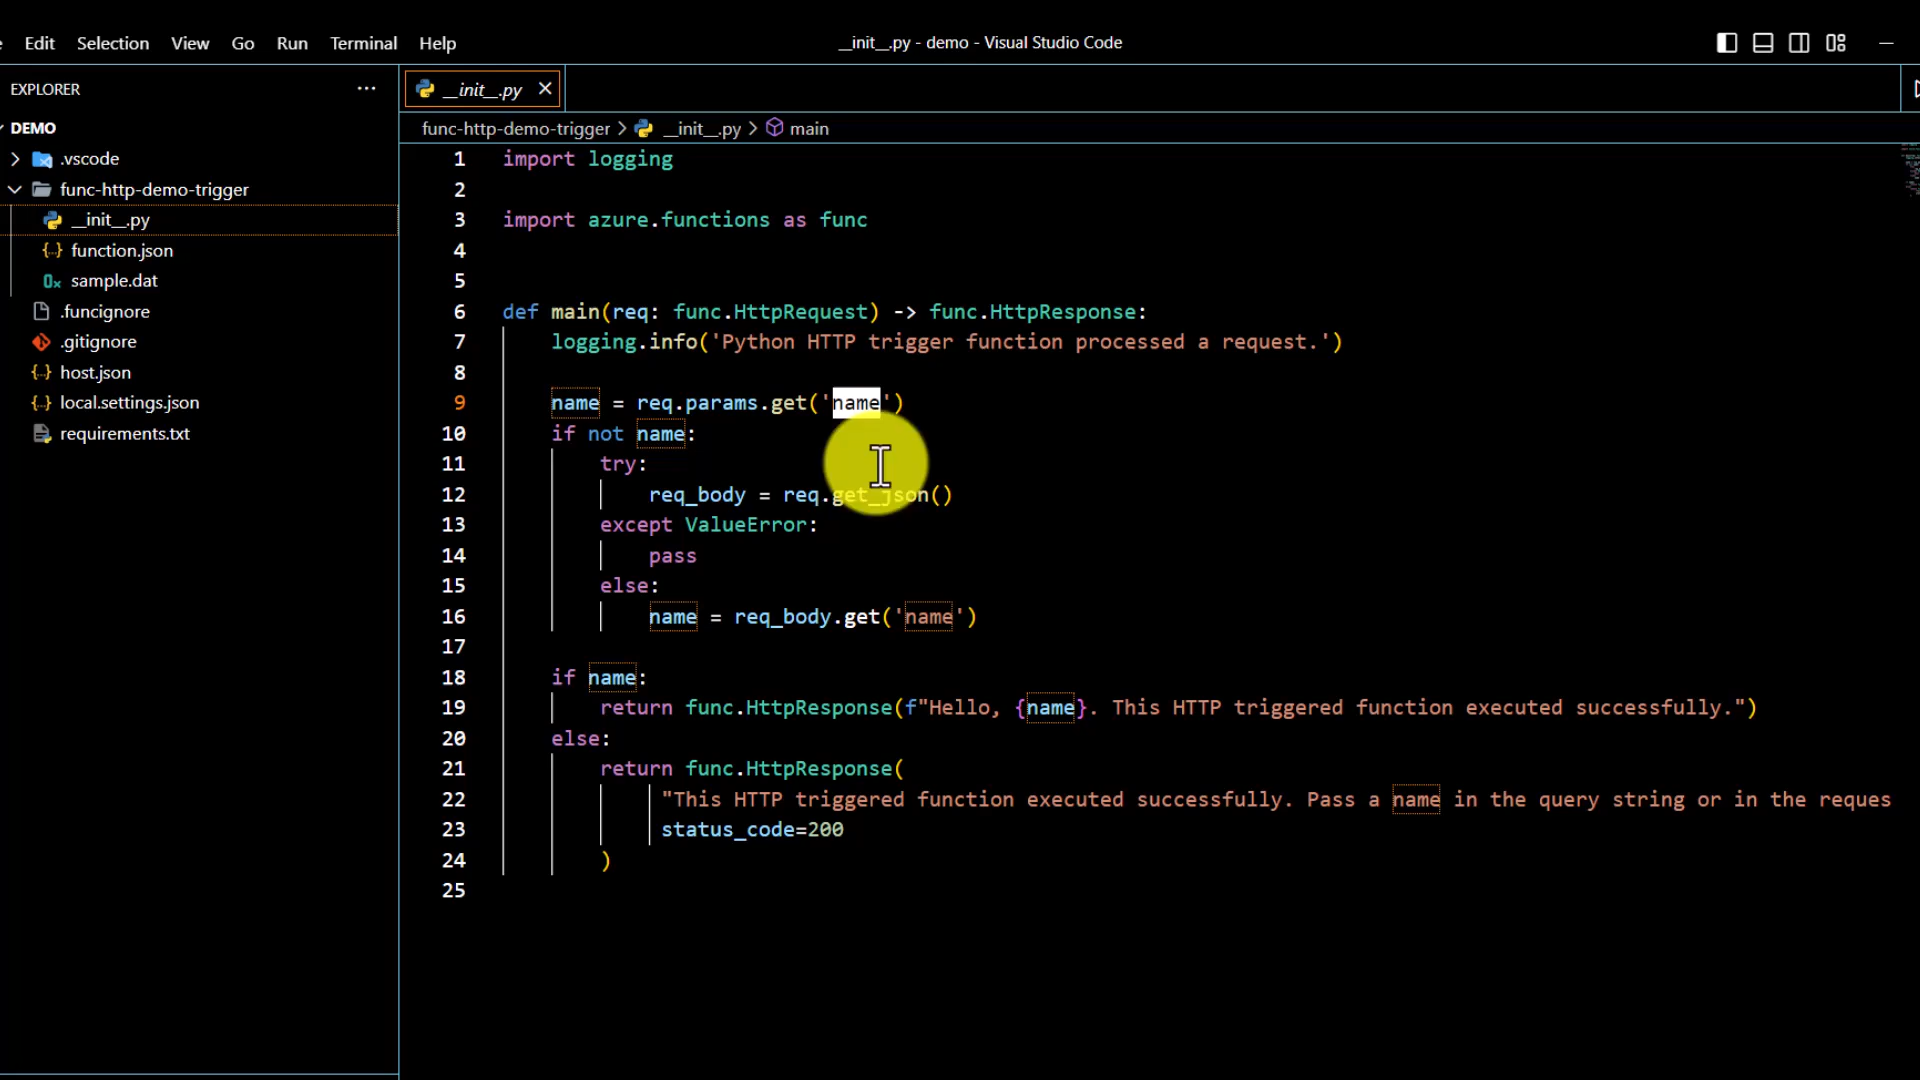 Edit Selection View Go Run Terminal Help
__init__.py - demo - Visual Studio Code
EXPLORER
DEMO
.vscode
func-http-demo-trigger
__init__.py
function.json
sample.dat
.funcignore
.gitignore
host.json
local.settings.json
requirements.txt
__init__.py
func-http-demo-trigger > __init__.py > main
1 import logging
2
3 import azure.functions as func
4
5
6 def main(req: func.HttpRequest) -> func.HttpResponse:
7 logging.info('Python HTTP trigger function processed a request.')
8
9 name = req.params.get('name')
10 if not name:
11 try:
12 req_body = req.get_json()
13 except ValueError:
14 pass
15 else:
16 name = req_body.get('name')
17
18 if name:
19 return func.HttpResponse(f"Hello, {name}. This HTTP triggered function executed successfully.")
20 else:
21 return func.HttpResponse(
22 "This HTTP triggered function executed successfully. Pass a name in the query string or in the reques
23 status_code=200
24 )
25